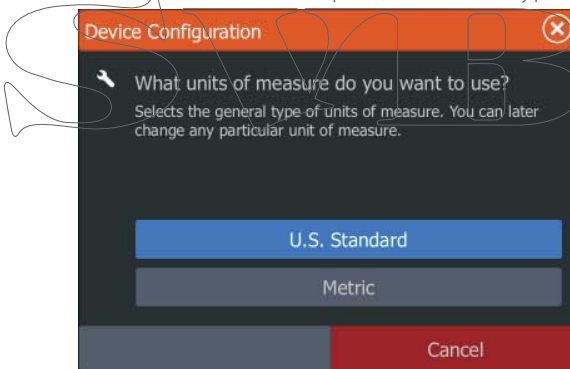 Device Configuration
What units of measure do you want to use?
Selects the general type of units of measure. You can later
change any particular unit of measure.
U.S. Standard
Metric
Cancel